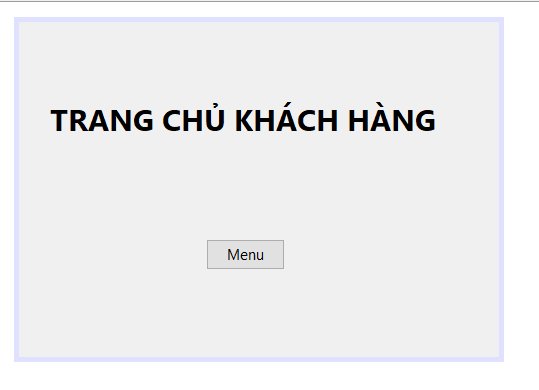 TRANG CHỦ KHÁCH HÀNG
Menu